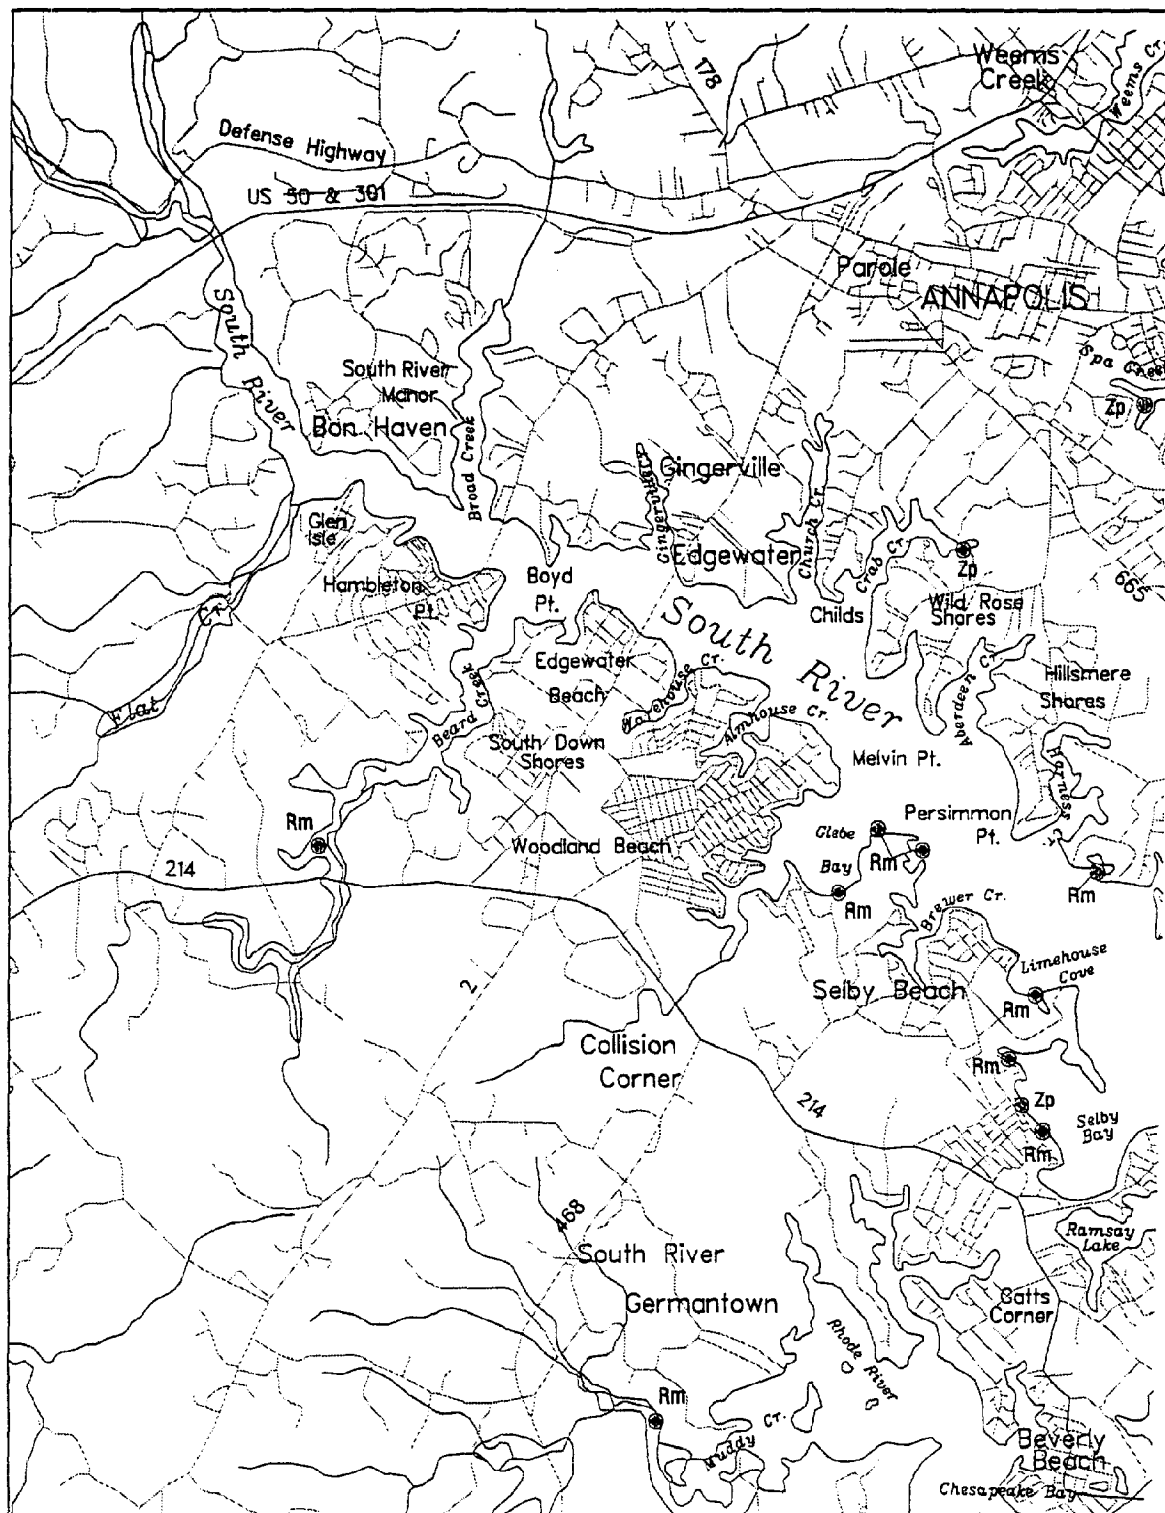 178
Weems
Creek
Weems Cr.
Defense Highway
US 50 & 301
Parole
ANNAPOLIS
South River
South River
Manor
Spa Creek
Zp
Bon Haven
Broad Creek
Gingerville
Church Cr.
Glen
Isle
Edgewater
Crab Cr.
Zp
665
Hambleton
Pt.
Boyd
Pt.
Childs
Wild Rose
Shores
Cr.
Flat
South River
Edgewater
Beach
Warehouse Cr.
Aberdeen Cr.
Hillsmere
Shores
Beard Creek
Almhouse Cr.
South Down
Shores
Melvin Pt.
Harness Cr.
Rm
Persimmon
Pt.
Glebe
Bay
Rm
Woodland Beach
214
Rm
Rm
Brewer Cr.
Limehouse
Cove
2
Selby Beach
Rm
Collision
Corner
Rm
214
Zp
Selby
Bay
Rm
468
Ramsay
Lake
South River
Germantown
Gatts
Corner
Rhode River
Rm
Muddy Cr.
Beverly
Beach
Chesapeake Bay